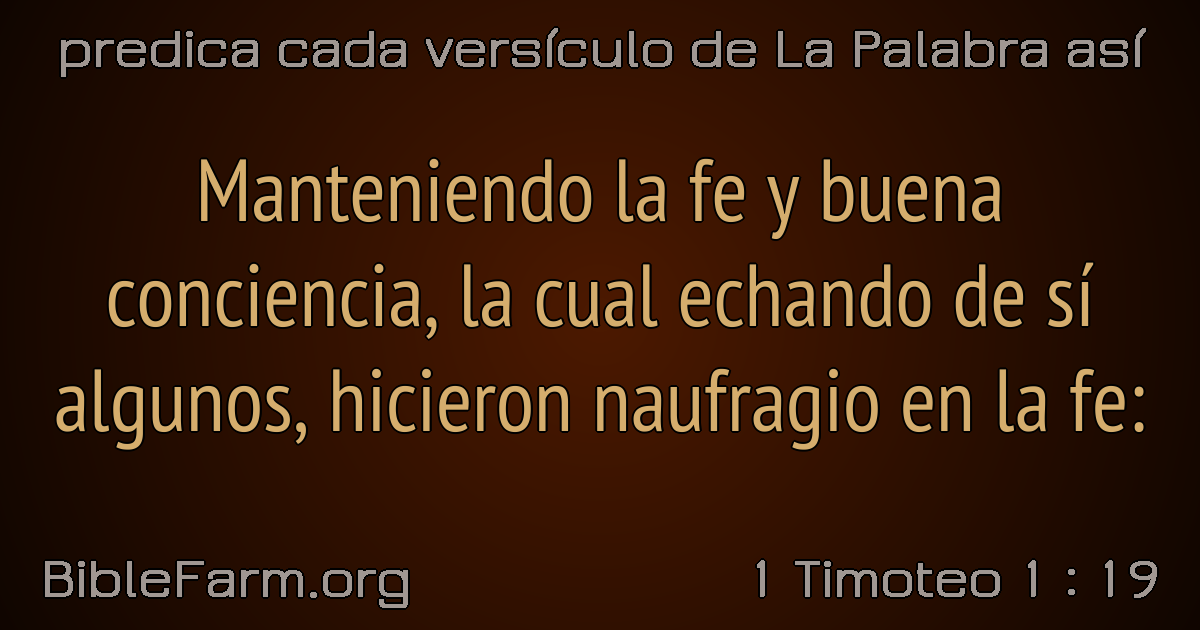 predica cada versículo de La Palabra así
Manteniendo la fe y buena
conciencia, la cual echando de sí
algunos, hicieron naufragio en la fe:
BibleFarm.org
1 Timoteo 1 : 19